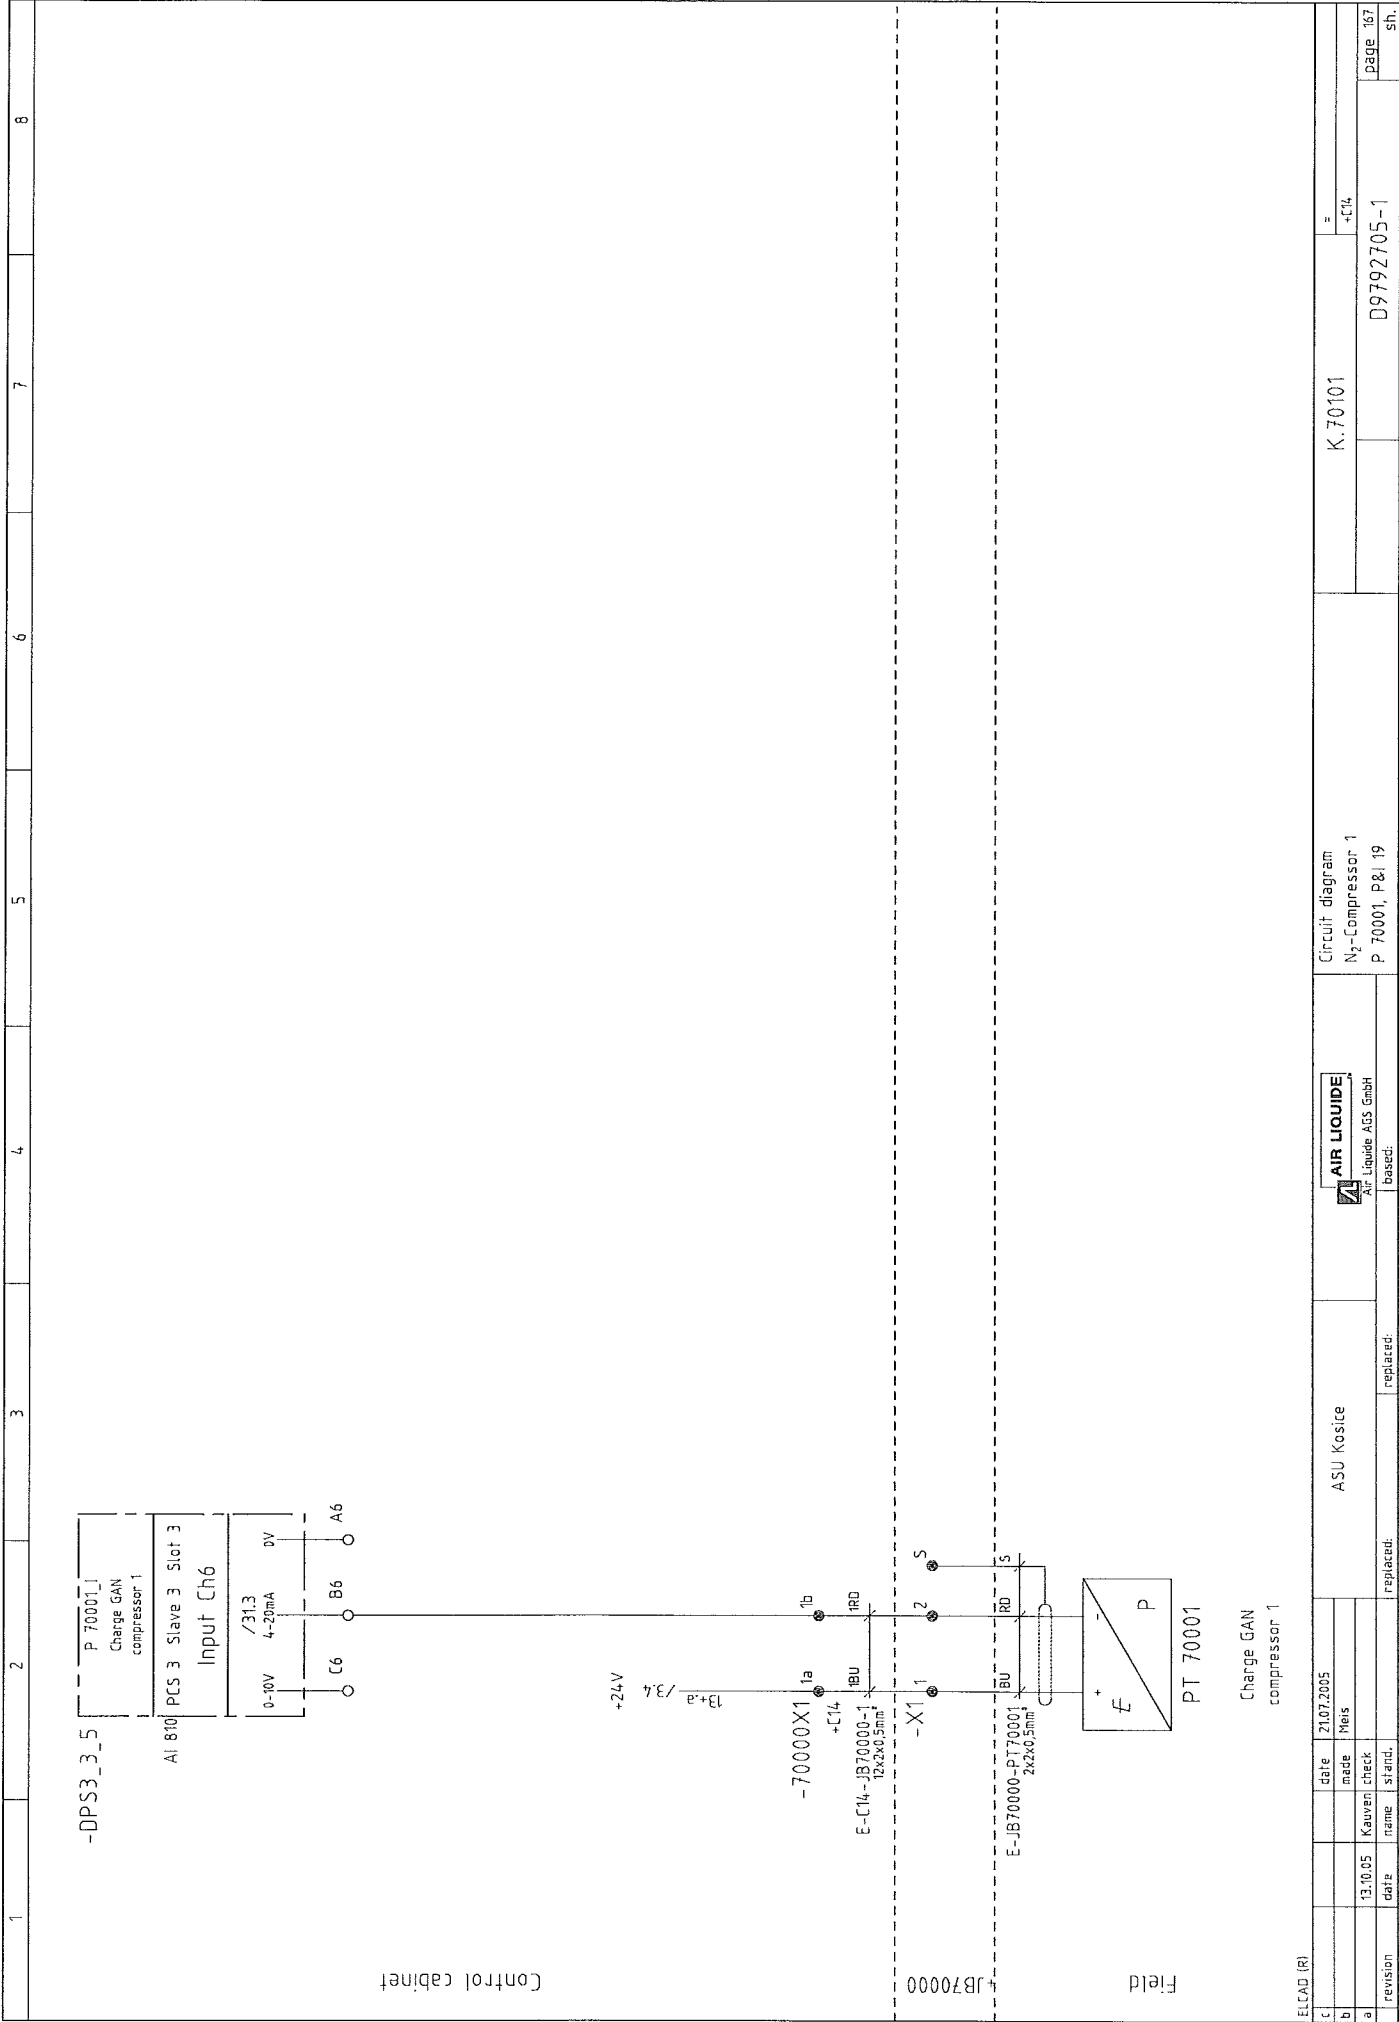 1 2 3 4 5 6 7 8
-DPS3_3_5
P 70001_I
Charge GAN
compressor 1
AI 810 PCS 3 Slave 3 Slot 3
Input Ch6
/31.3
0-10V 4-20mA 0V
C6 B6 A6
Control cabinet
+24V
13+.a /3.4
-70000X1 1a 1b
+C14
E-C14-JB70000-1 1BU 1RD
12x2x0,5mm²
+JB70000
-X1 1 2 S
E-JB70000-PT70001 BU RD S
2x2x0,5mm²
Field
+ -
E P
PT 70001
Charge GAN
compressor 1
ELCAD (R)
c date 21.07.2005
b made Meis
a 13.10.05 Kauven check
revision date name stand.
ASU Kosice
replaced: replaced: based:
AIR LIQUIDE
Air Liquide AGS GmbH
Circuit diagram
N₂-Compressor 1
P 70001, P&I 19
K.70101
=
+C14
D9792705-1
page 167
sh.